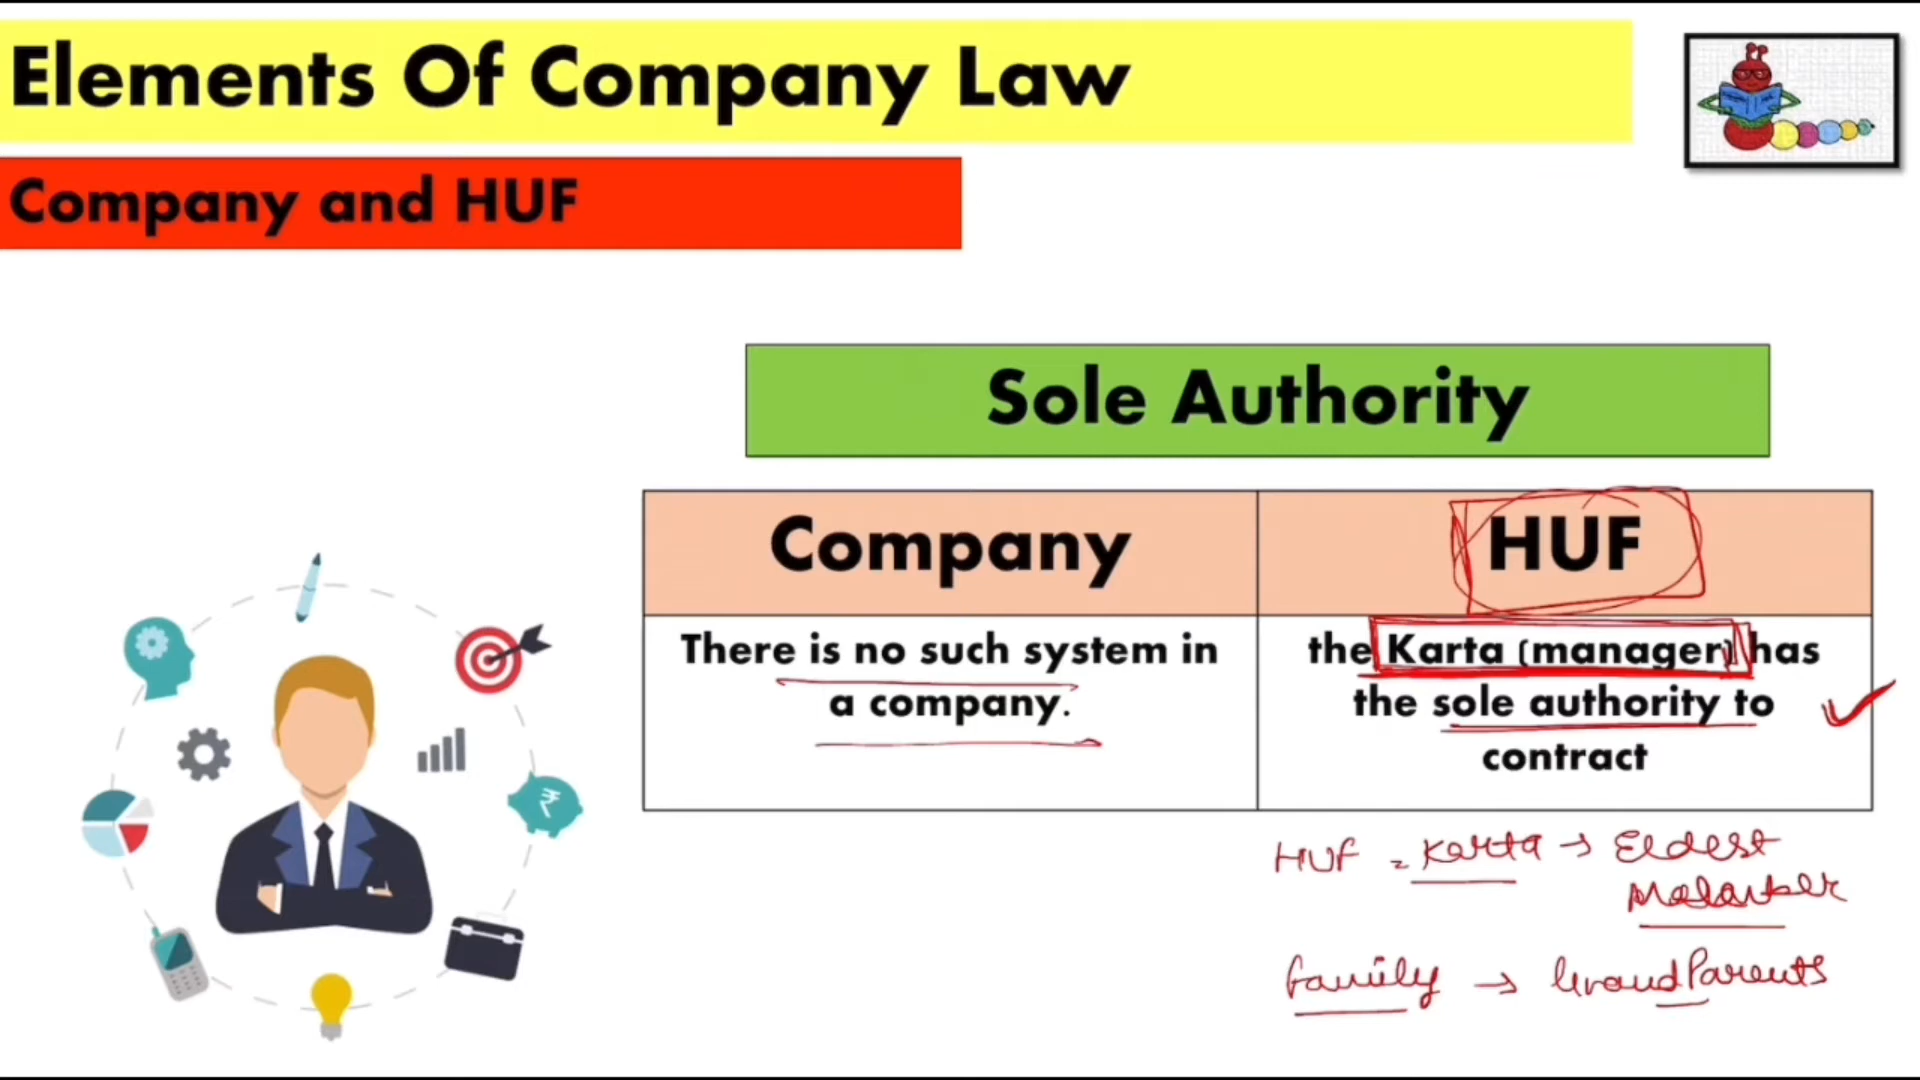 Elements Of Company Law
Company and HUF
Sole Authority
Company
HUF
There is no such system in
a company.
the Karta (manager) has
the sole authority to
contract
₹
HUF = Karta → Eldest
family → Grand Parents